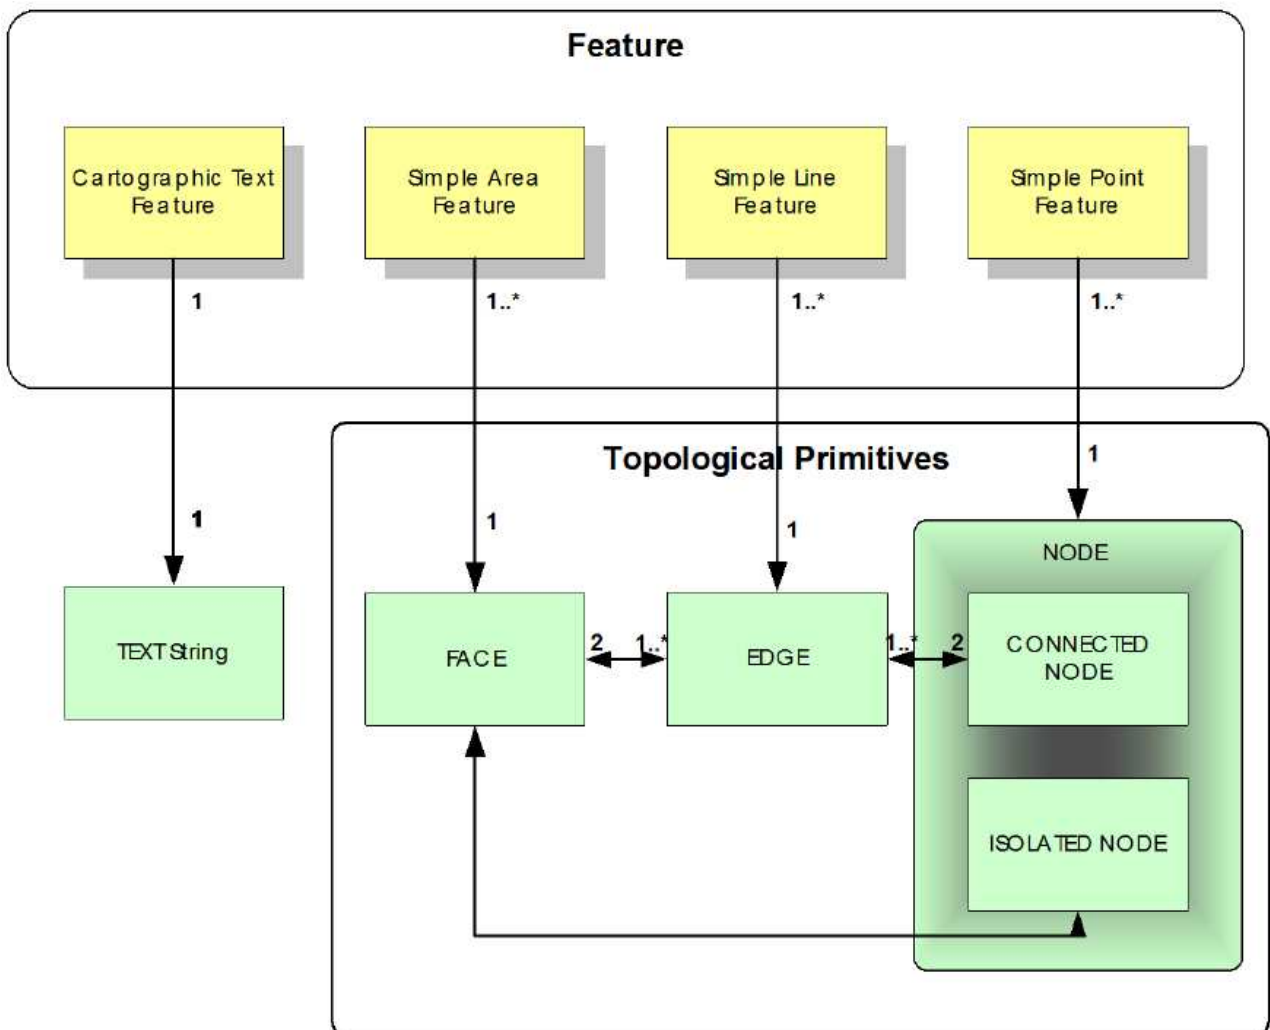 Feature
Cartographic Text
Feature
Simple Area
Feature
Simple Line
Feature
Simple Point
Feature
1
1..*
1..*
1..*
Topological Primitives
1
1
1
1
NODE
TEXT String
FACE
2
1..*
EDGE
1..*
2
CONNECTED
NODE
ISOLATED NODE